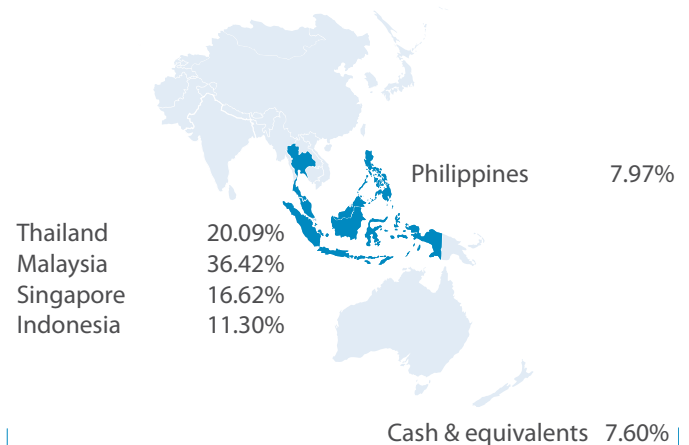 Philippines 7.97%
Thailand 20.09%
Malaysia 36.42%
Singapore 16.62%
Indonesia 11.30%
Cash & equivalents 7.60%